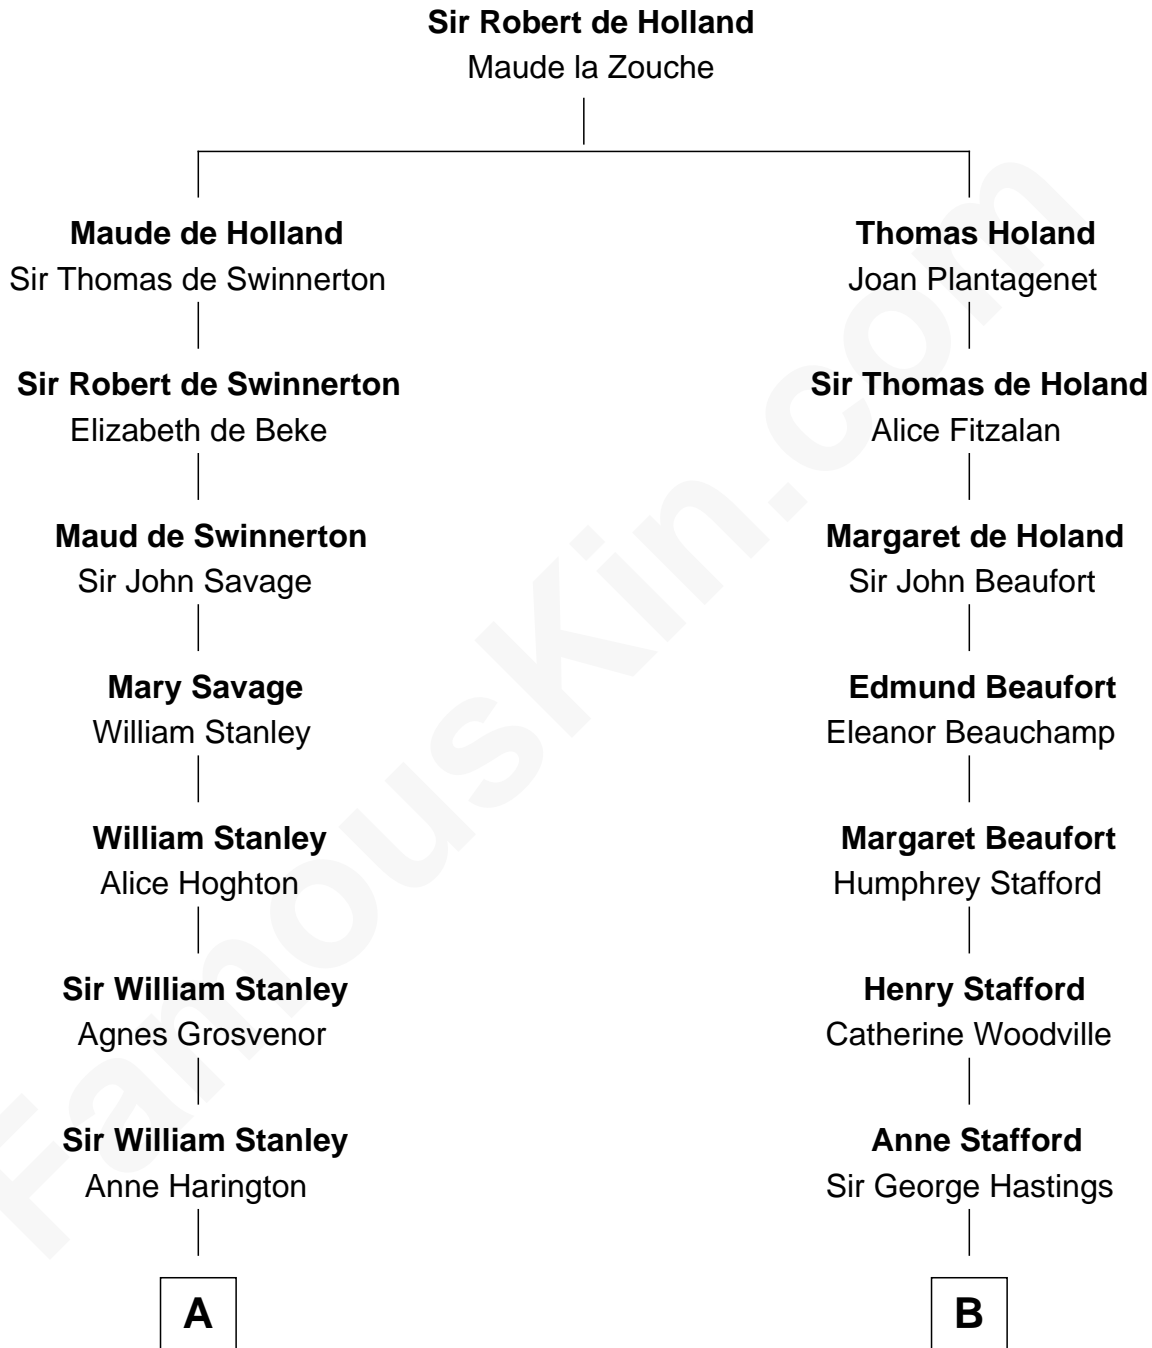 Sir Robert de Holland
Maude la Zouche
Maude de Holland
Sir Thomas de Swinnerton
Thomas Holand
Joan Plantagenet
Sir Robert de Swinnerton
Elizabeth de Beke
Sir Thomas de Holand
Alice Fitzalan
Maud de Swinnerton
Sir John Savage
Margaret de Holand
Sir John Beaufort
Mary Savage
William Stanley
Edmund Beaufort
Eleanor Beauchamp
William Stanley
Alice Hoghton
Margaret Beaufort
Humphrey Stafford
Sir William Stanley
Agnes Grosvenor
Henry Stafford
Catherine Woodville
Sir William Stanley
Anne Harington
Anne Stafford
Sir George Hastings
A
B
FamousKin.com